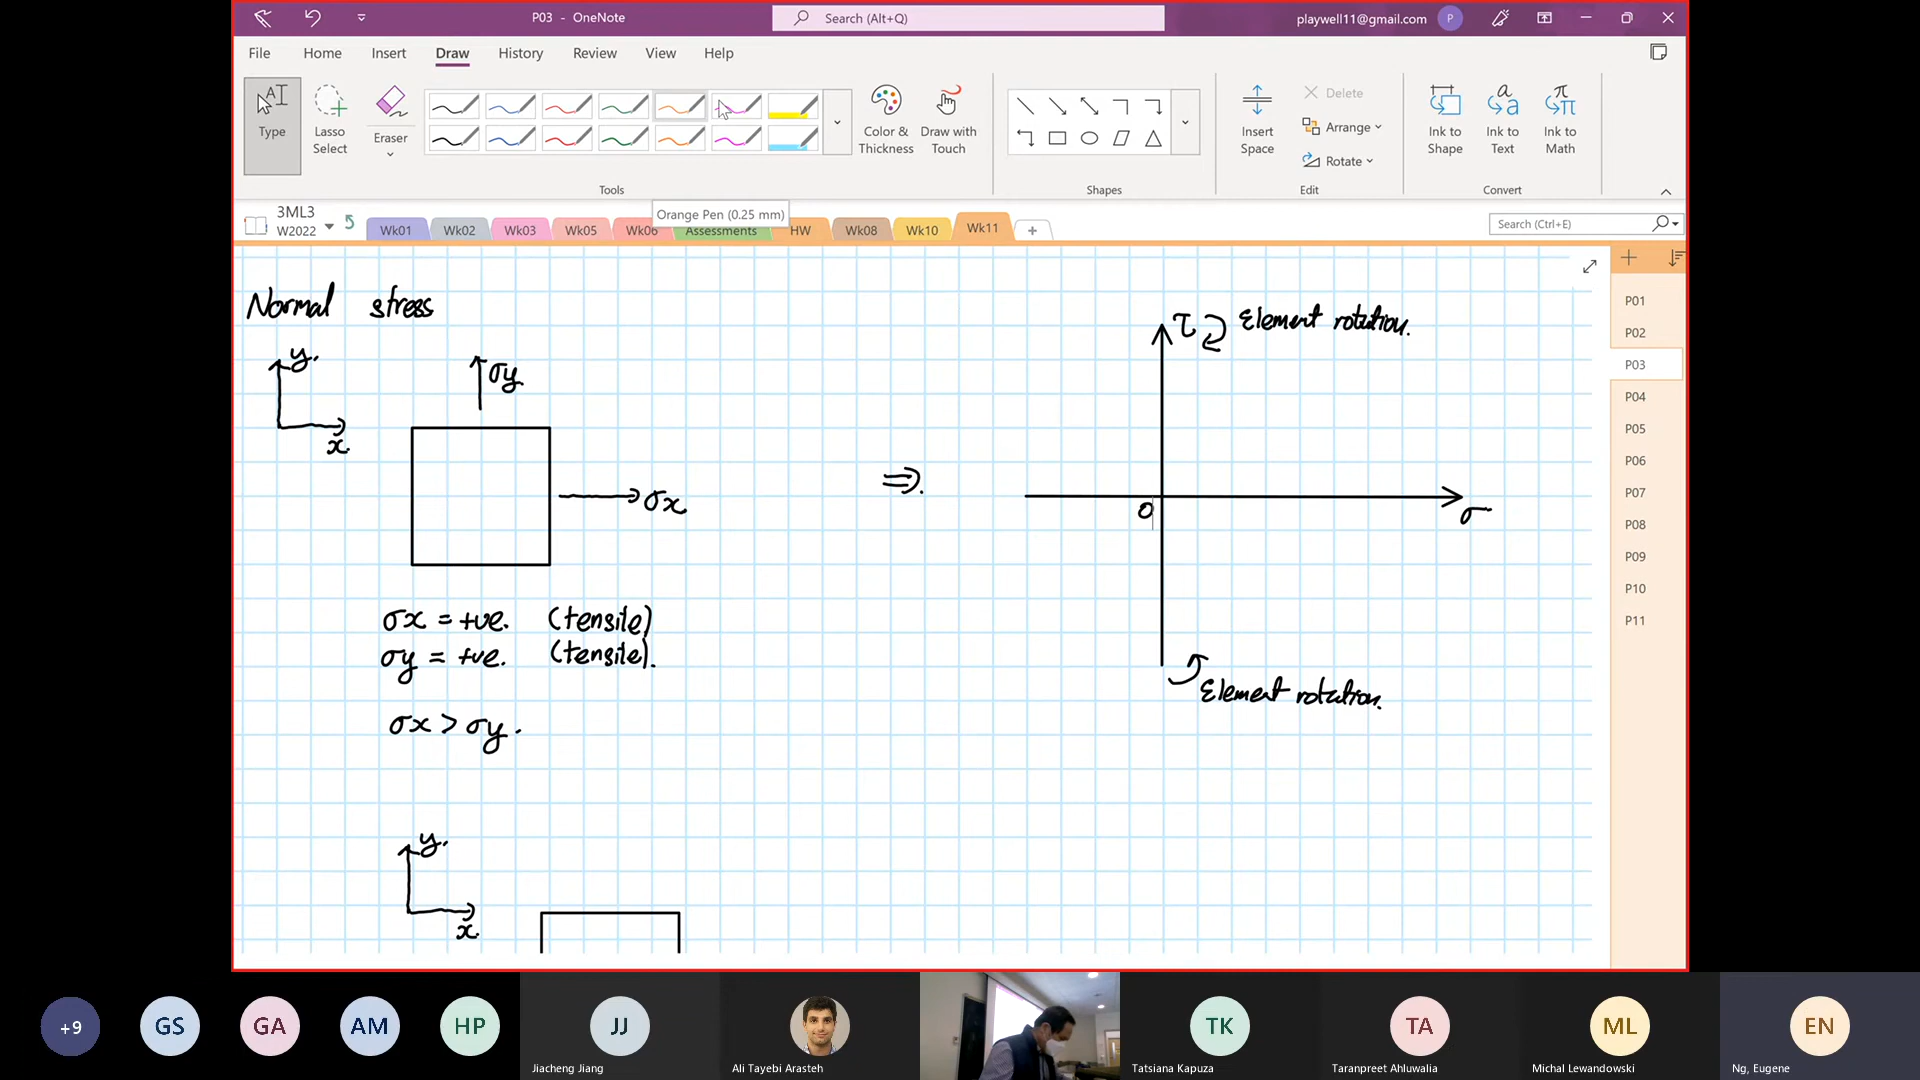 P03 - OneNote
Search (Alt+Q)
playwell11@gmail.com
P
File Home Insert Draw History Review View Help
Type
Lasso Select
Eraser
Color & Thickness
Draw with Touch
Insert Space
Delete
Arrange
Rotate
Ink to Shape
Ink to Text
Ink to Math
Tools
Shapes
Edit
Convert
Orange Pen (0.25 mm)
3ML3
W2022
Wk01 Wk02 Wk03 Wk05 Wk06 Assessments HW Wk08 Wk10 Wk11
Search (Ctrl+E)
P01
P02
P03
P04
P05
P06
P07
P08
P09
P10
P11
Normal stress
y.
x.
σy
σx
⇒.
τ Element rotation.
0
σ
Element rotation.
σx = +ve. (tensile)
σy = +ve. (tensile).
σx > σy.
y.
x.
+9
GS
GA
AM
HP
JJ
Jiacheng Jiang
Ali Tayebi Arasteh
TK
Tatsiana Kapuza
TA
Taranpreet Ahluwalia
ML
Michal Lewandowski
EN
Ng, Eugene